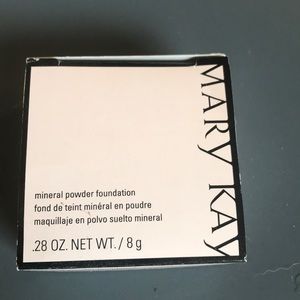 MARY KAY
mineral powder foundation
fond de teint minéral en poudre
maquillaje en polvo suelto mineral
.28 OZ. NET WT. / 8 g